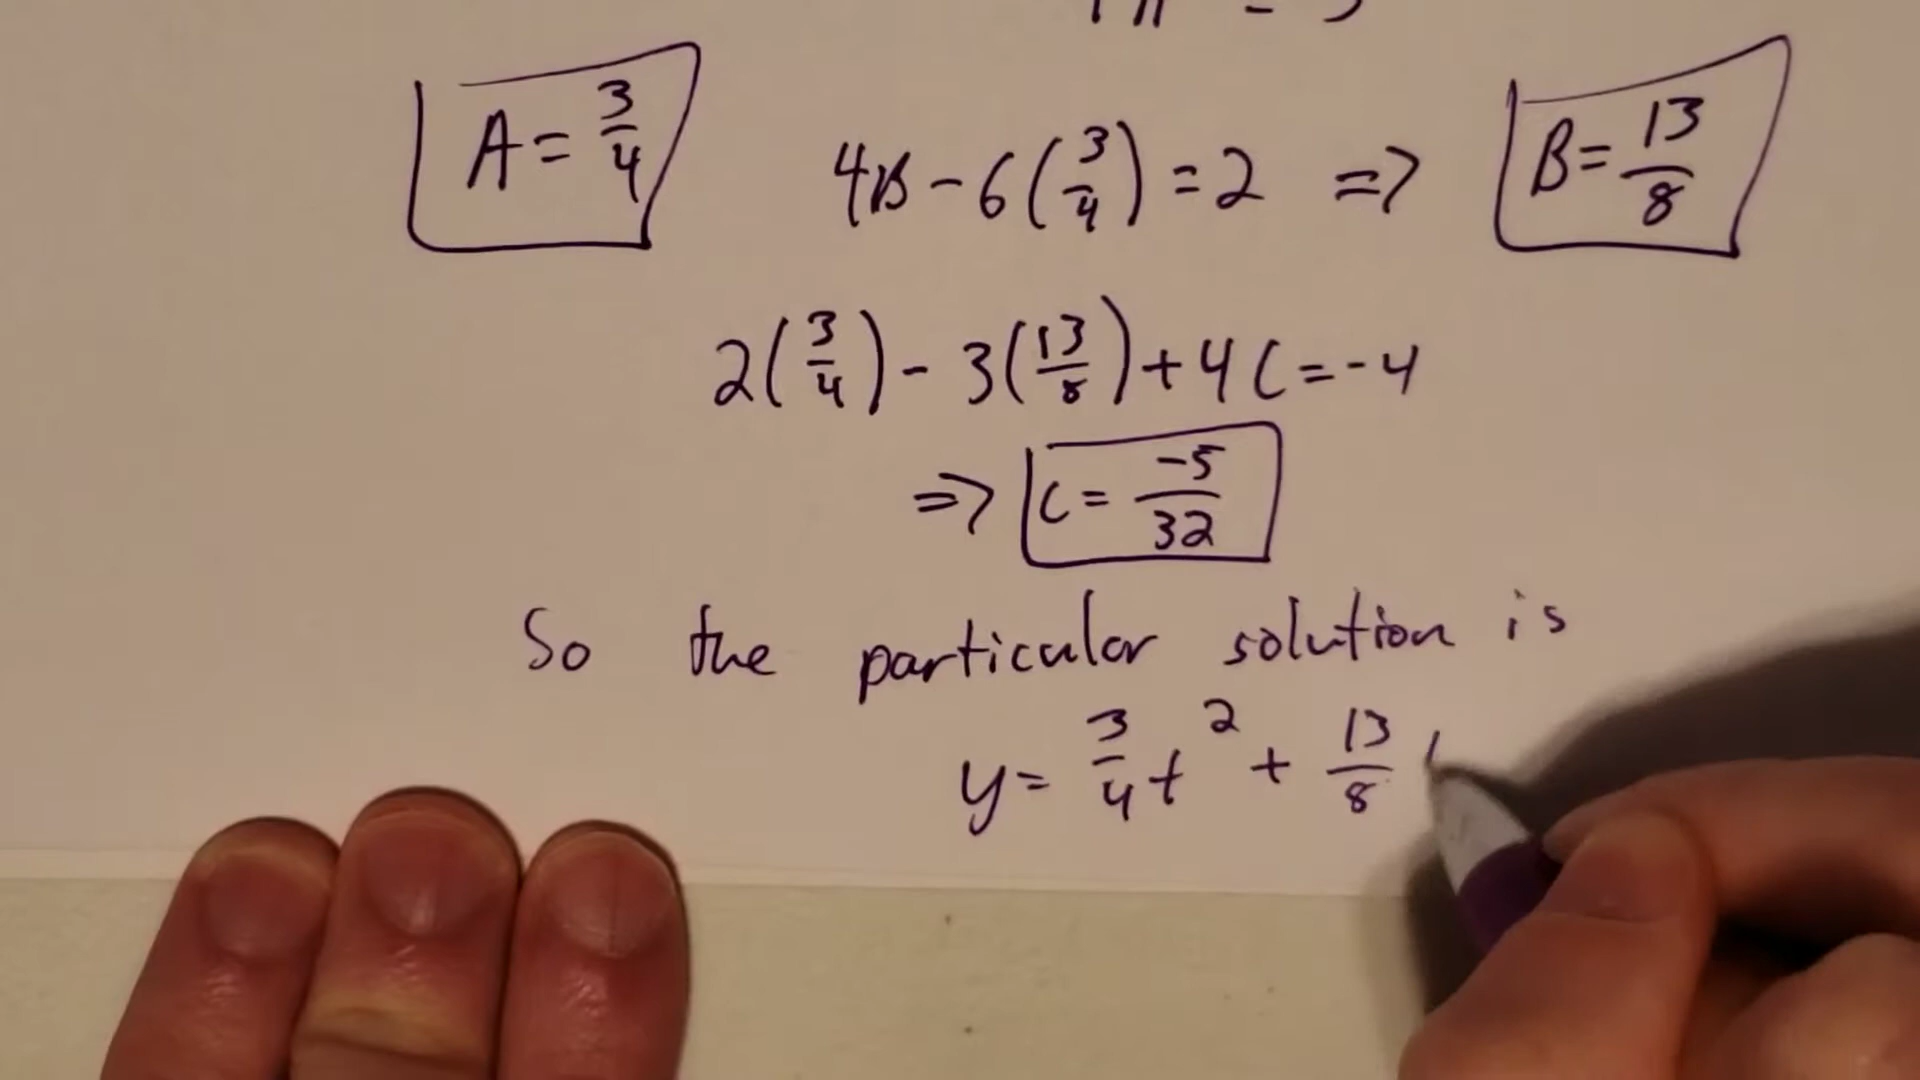 A = 3/4
4B - 6(3/4) = 2 => B = 13/8
2(3/4) - 3(13/8) + 4C = -4
=> C = -5/32
So the particular solution is
y = 3/4 t^2 + 13/8